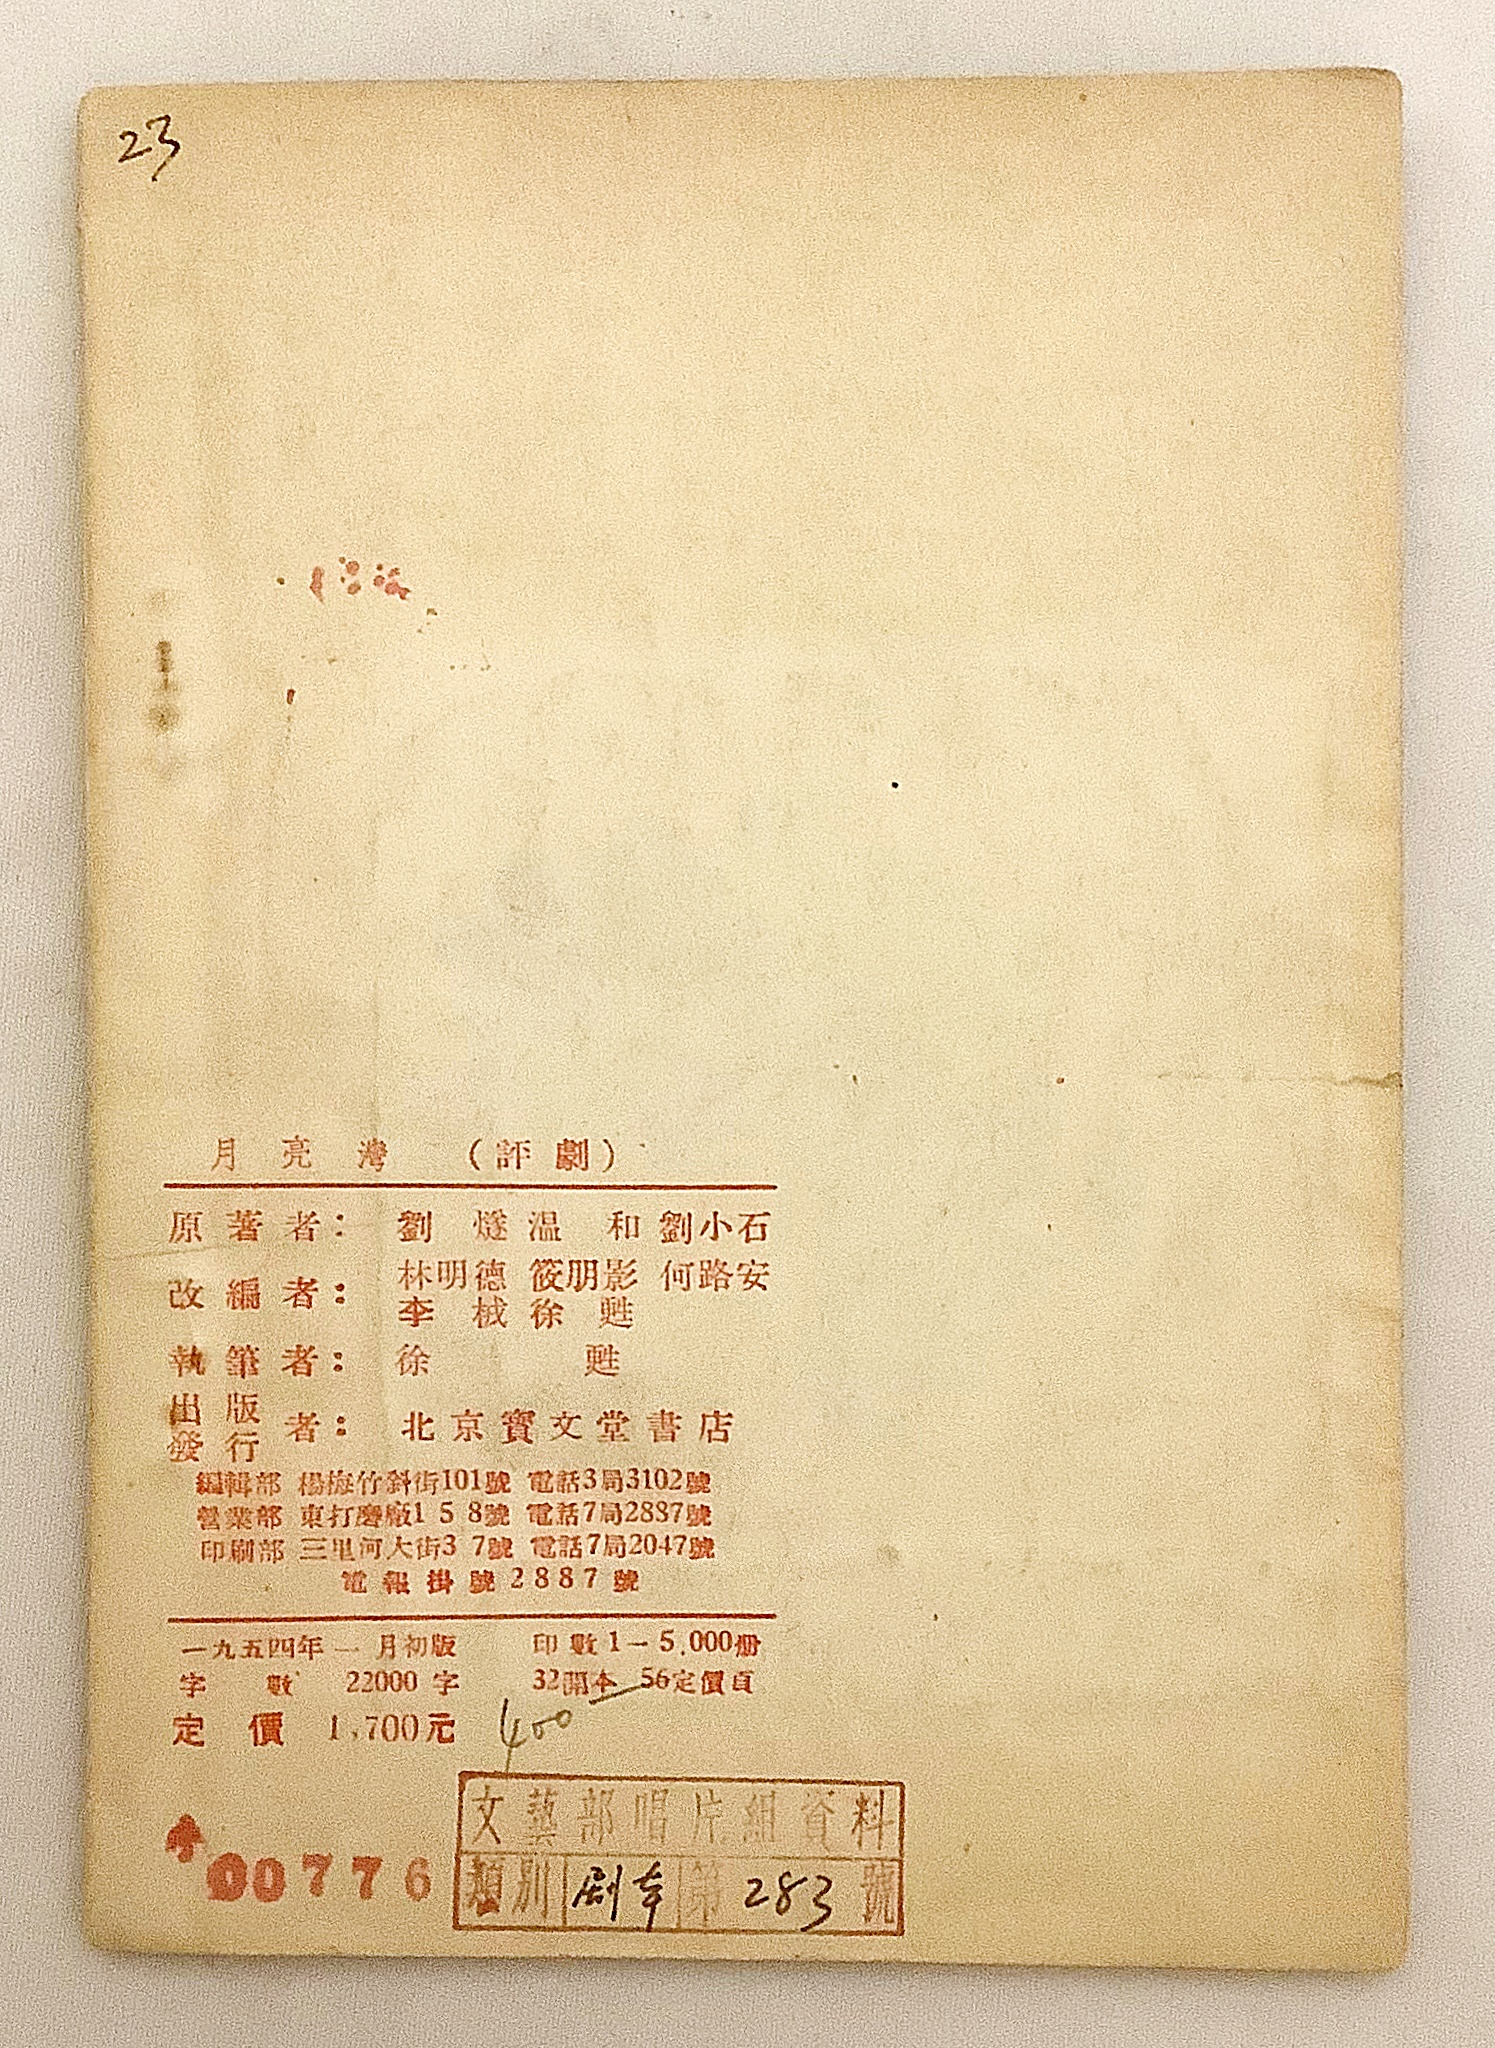 23
月亮灣 (評劇)
原著者： 劉 燧 温 和 劉小石
改編者： 林明德 筱朋影 何路安
李 棫 徐 甦
執筆者： 徐 甦
出版
發行 者： 北京寳文堂書店
編輯部 楊梅竹斜街101號 電話3局3102號
營業部 東打磨廠158號 電話7局2887號
印刷部 三里河大街37號 電話7局2047號
電報掛號2887號
一九五四年一月初版 印數1—5,000册
字 數 22000字 32開本 56定價頁
定 價 1,700元 400
文藝部唱片組資料
00776
類別 剧本 第 283 號